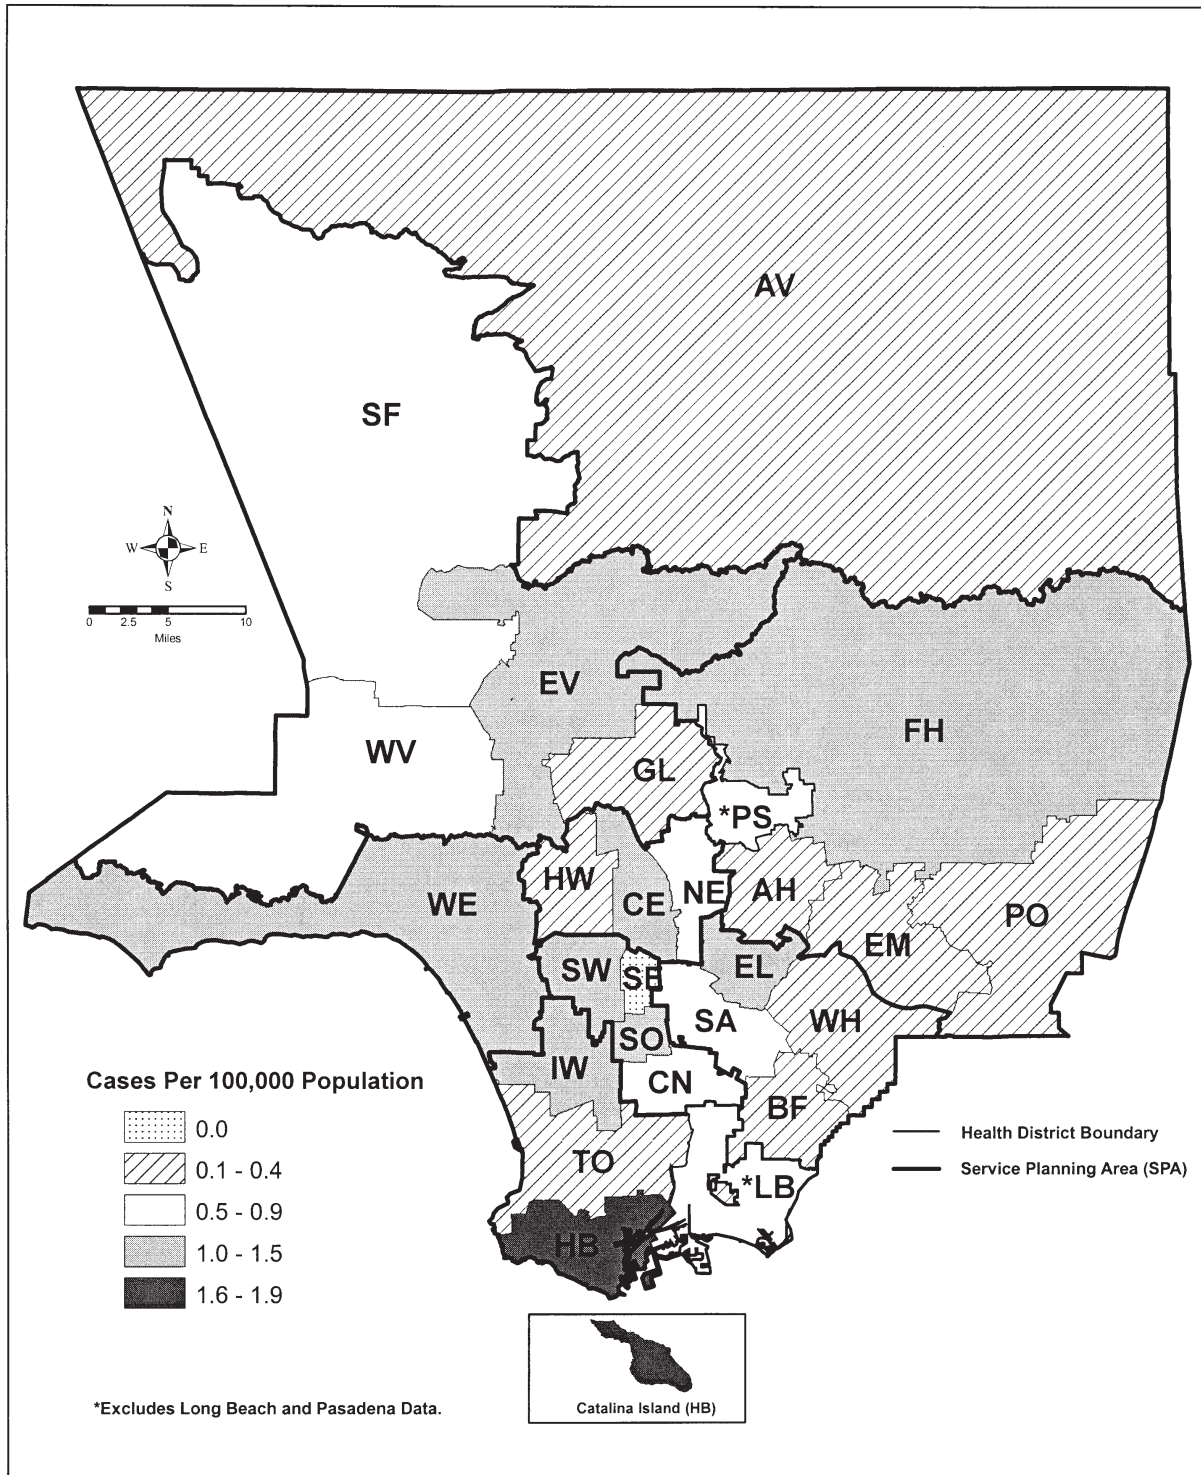 AV
SF
N
W E
S
0 2.5 5 10
Miles
EV
FH
WV
GL
*PS
HW
WE
CE
NE
AH
PO
EM
EL
SW
SE
SA
WH
SO
IW
CN
BF
Cases Per 100,000 Population
0.0
0.1 - 0.4
0.5 - 0.9
1.0 - 1.5
1.6 - 1.9
Health District Boundary
Service Planning Area (SPA)
TO
*LB
HB
Catalina Island (HB)
*Excludes Long Beach and Pasadena Data.